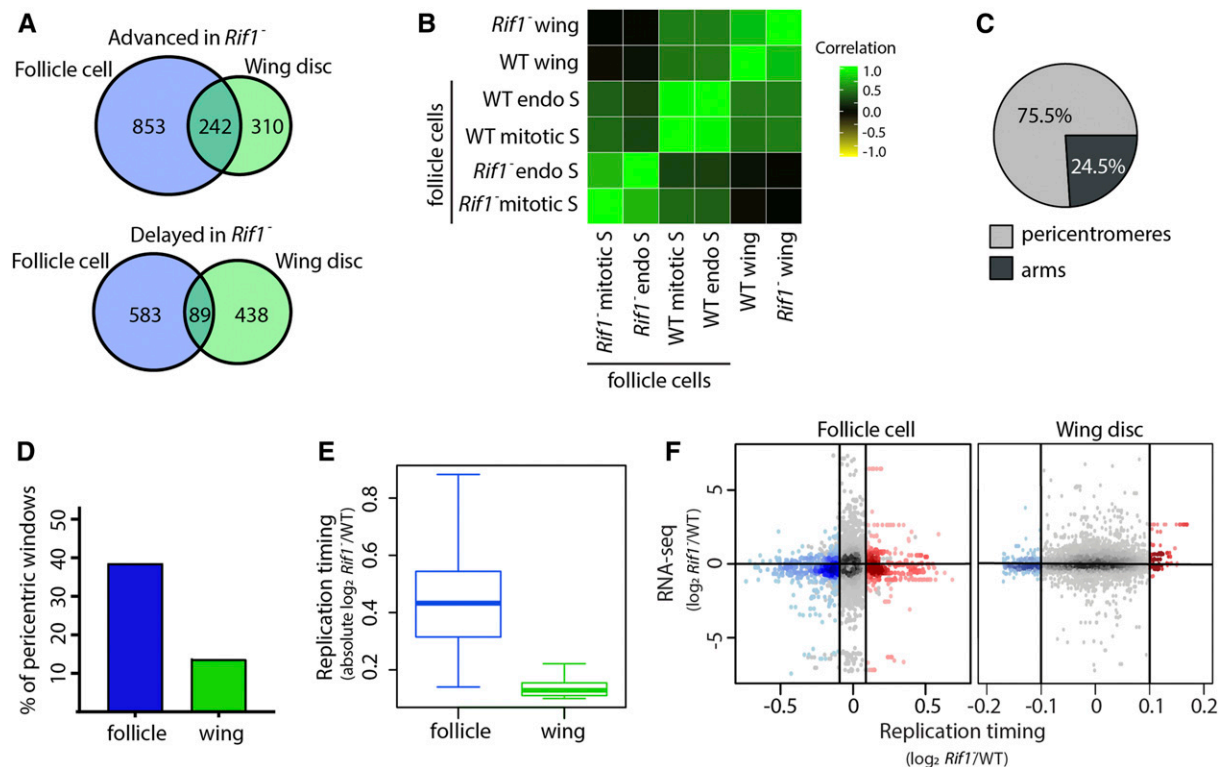 A
Advanced in Rif1⁻
Follicle cell
Wing disc
853
242
310
Delayed in Rif1⁻
Follicle cell
Wing disc
583
89
438
B
Rif1⁻ wing
WT wing
WT endo S
WT mitotic S
Rif1⁻ endo S
Rif1⁻ mitotic S
follicle cells
Rif1⁻ mitotic S
Rif1⁻ endo S
WT mitotic S
WT endo S
WT wing
Rif1⁻ wing
follicle cells
Correlation
1.0
0.5
0.0
-0.5
-1.0
C
75.5%
24.5%
pericentromeres
arms
D
% of pericentric windows
50
40
30
20
10
follicle
wing
E
Replication timing
(absolute log₂ Rif1⁻/WT)
0.8
0.6
0.4
0.2
follicle
wing
F
Follicle cell
Wing disc
RNA-seq
(log₂ Rif1⁻/WT)
5
0
-5
-0.5
0
0.5
-0.2
-0.1
0
0.1
0.2
Replication timing
(log₂ Rif1⁻/WT)